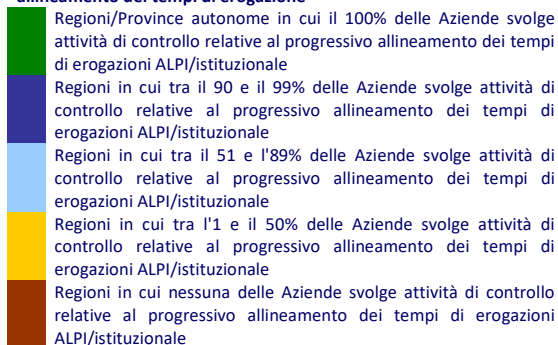 allineamento dei tempi di erogazione
Regioni/Province autonome in cui il 100% delle Aziende svolge
attività di controllo relative al progressivo allineamento dei tempi
di erogazioni ALPI/istituzionale
Regioni in cui tra il 90 e il 99% delle Aziende svolge attività di
controllo relative al progressivo allineamento dei tempi di
erogazioni ALPI/istituzionale
Regioni in cui tra il 51 e l'89% delle Aziende svolge attività di
controllo relative al progressivo allineamento dei tempi di
erogazioni ALPI/istituzionale
Regioni in cui tra l'1 e il 50% delle Aziende svolge attività di
controllo relative al progressivo allineamento dei tempi di
erogazioni ALPI/istituzionale
Regioni in cui nessuna delle Aziende svolge attività di controllo
relative al progressivo allineamento dei tempi di erogazioni
ALPI/istituzionale